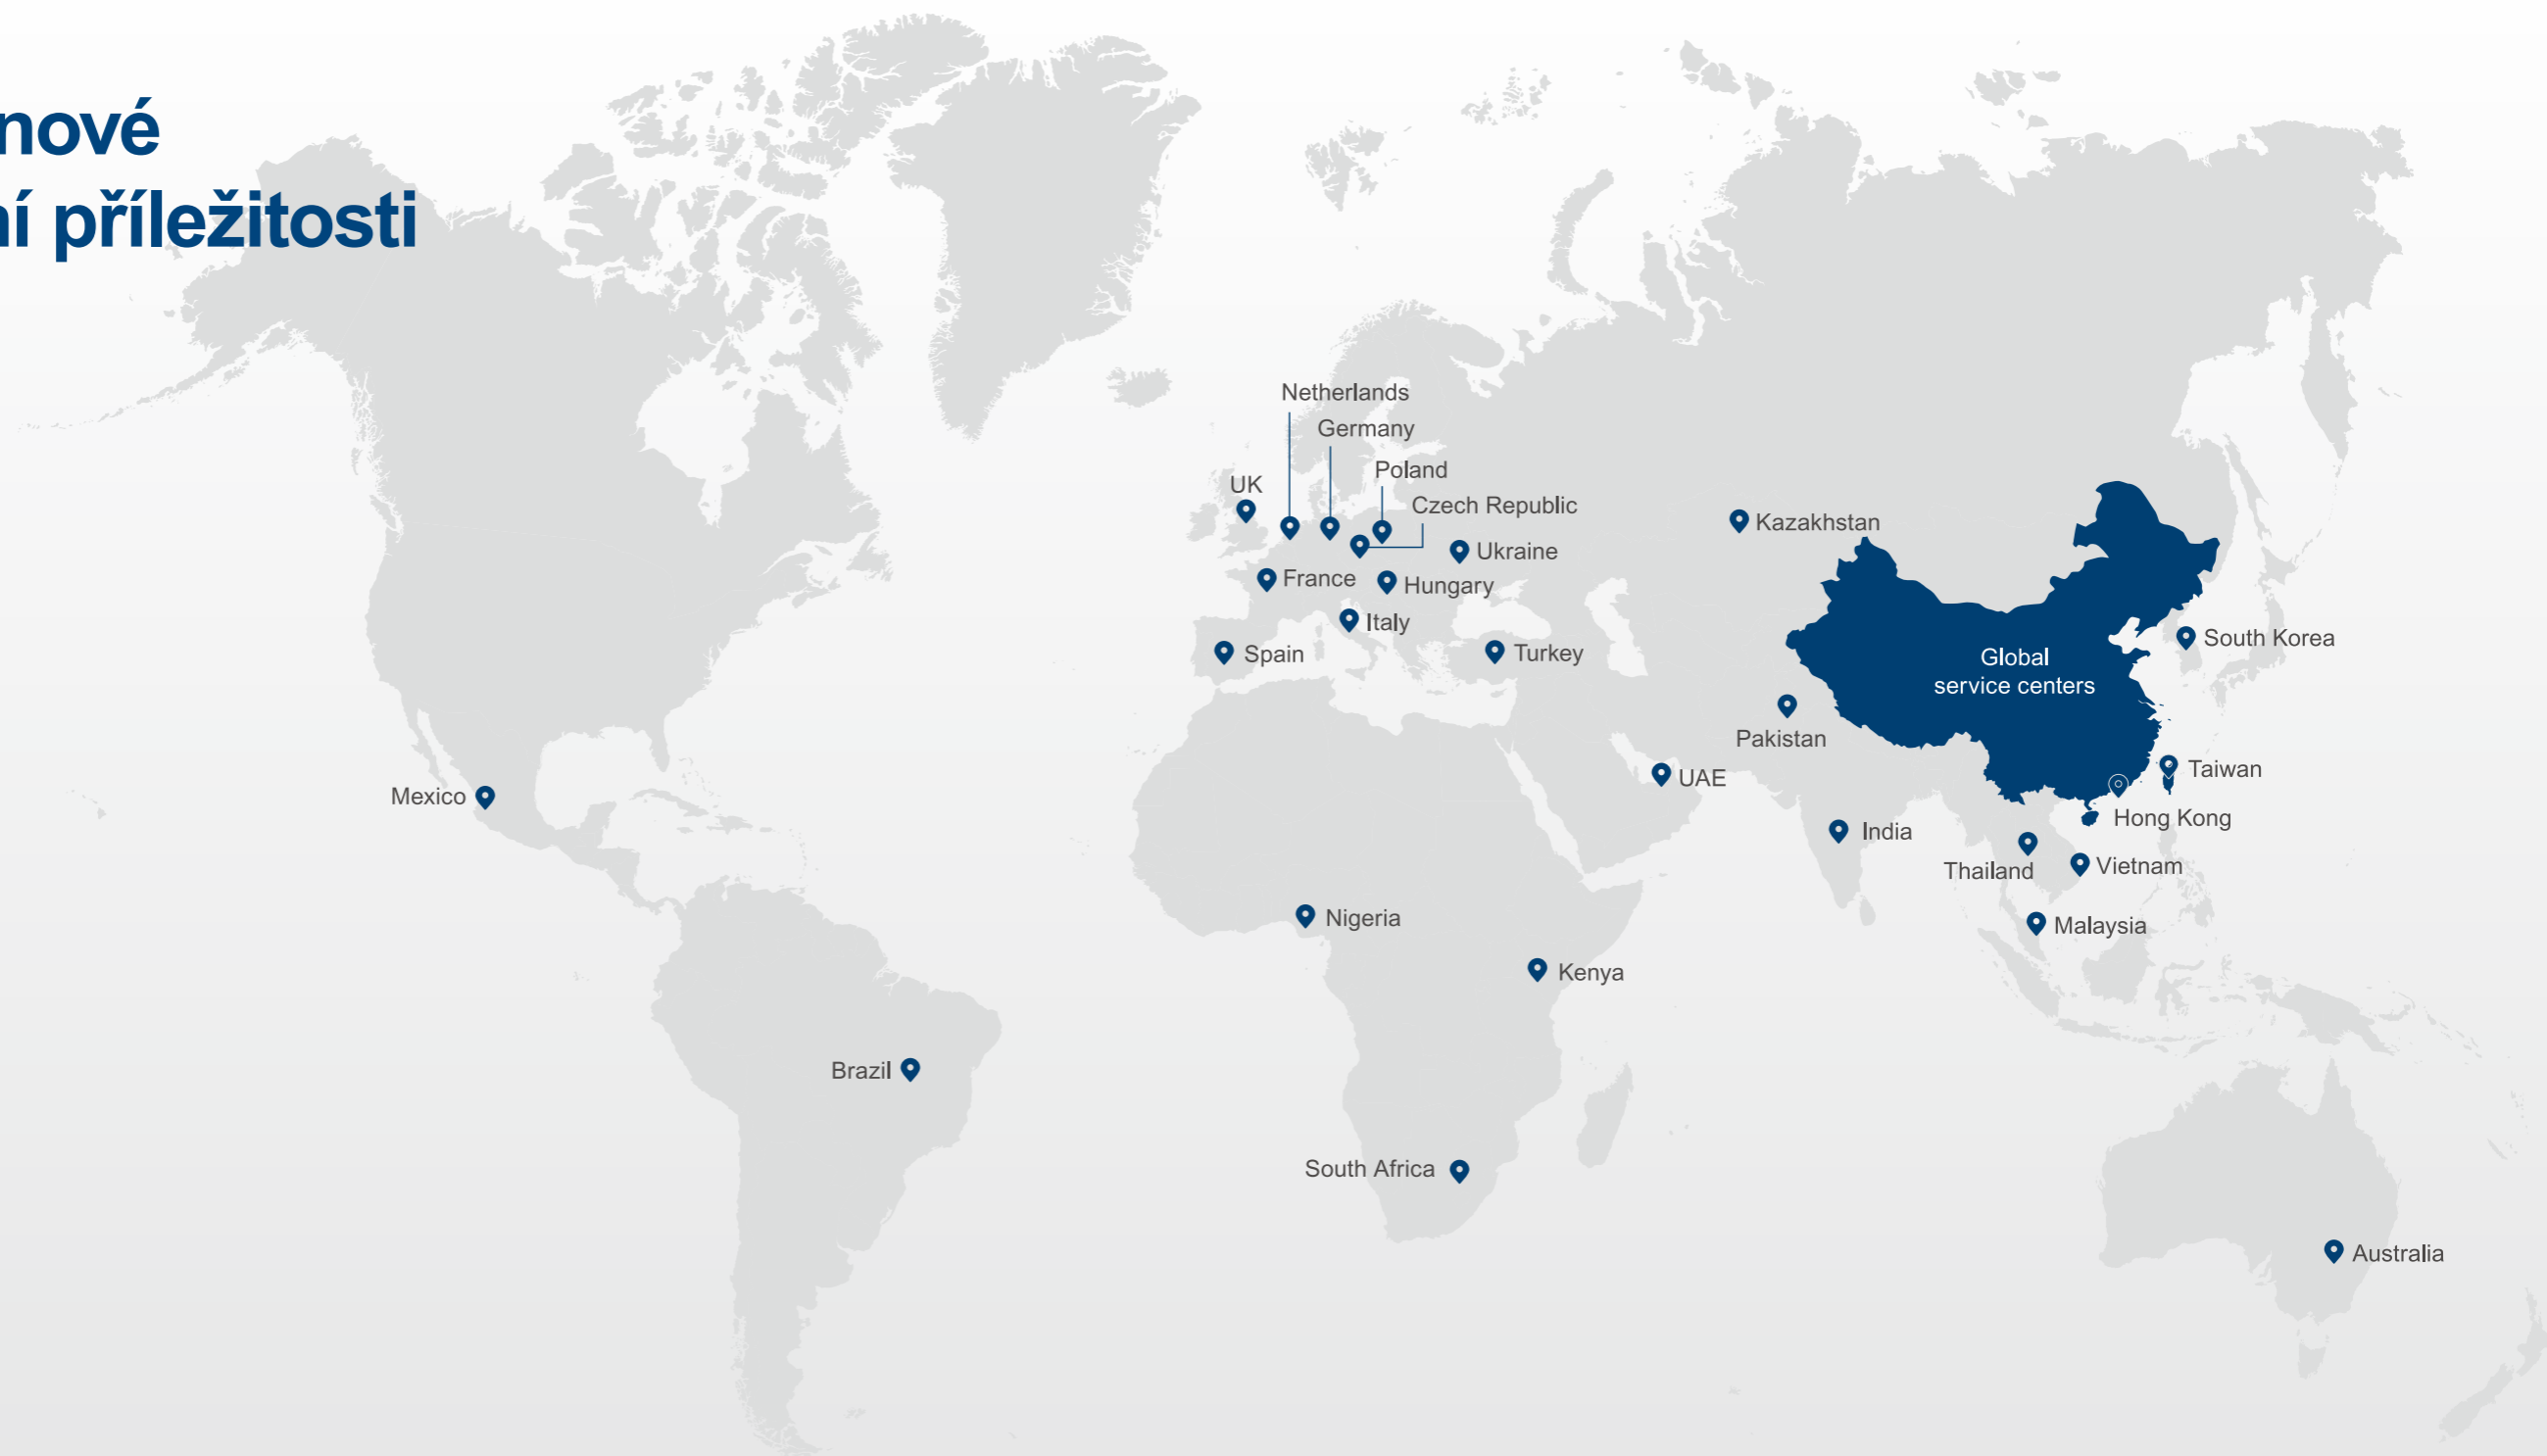 nové
ní příležitosti
Netherlands
Germany
Poland
UK
Czech Republic
Kazakhstan
Ukraine
France
Hungary
Italy
South Korea
Spain
Turkey
Global
service centers
Pakistan
Taiwan
UAE
Mexico
Hong Kong
India
Vietnam
Thailand
Nigeria
Malaysia
Kenya
Brazil
South Africa
Australia